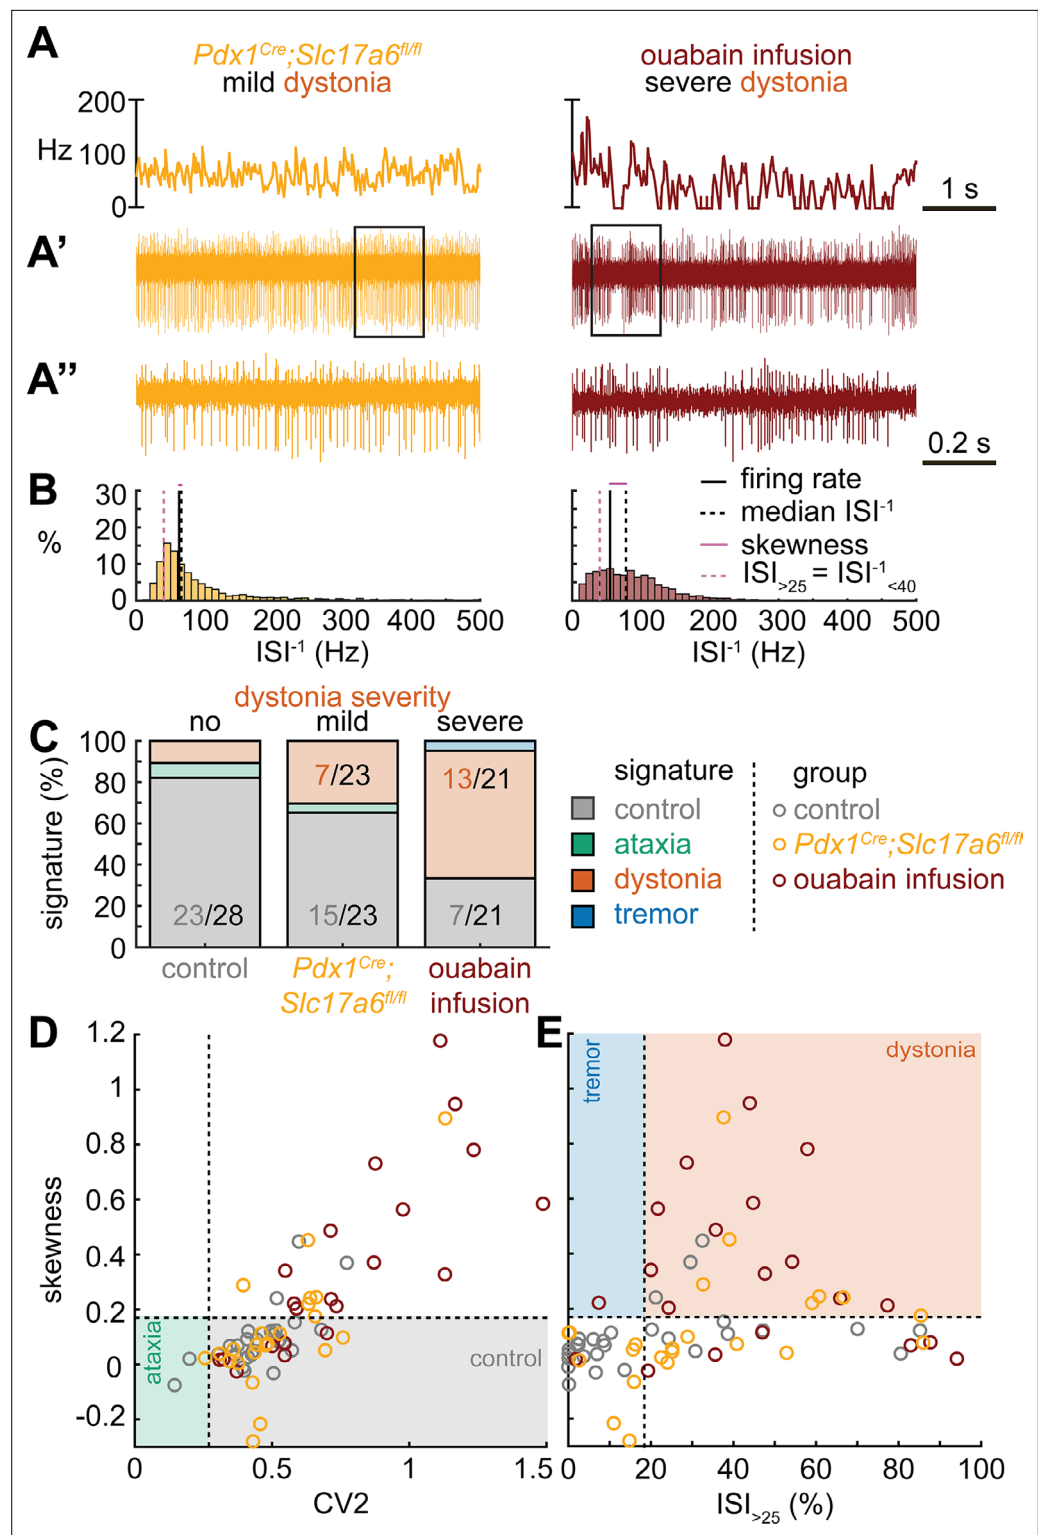 A
Pdx1Cre;Slc17a6fl/fl
mild dystonia
ouabain infusion
severe dystonia
200
Hz 100
0
1 s
A'
A"
0.2 s
B
30
20
%
10
0
0 100 200 300 400 500
ISI-1 (Hz)
firing rate
median ISI-1
skewness
ISI>25 = ISI-1<40
0 100 200 300 400 500
ISI-1 (Hz)
dystonia severity
no mild severe
C
100
80
60
40
20
0
signature (%)
7/23
13/21
23/28
15/23
7/21
control
Pdx1Cre;
Slc17a6fl/fl
ouabain
infusion
signature
control
ataxia
dystonia
tremor
group
control
Pdx1Cre;Slc17a6fl/fl
ouabain infusion
D
1.2
1
0.8
0.6
0.4
0.2
0
-0.2
skewness
ataxia
control
0 0.5 1 1.5
CV2
E
tremor
dystonia
0 20 40 60 80 100
ISI>25 (%)